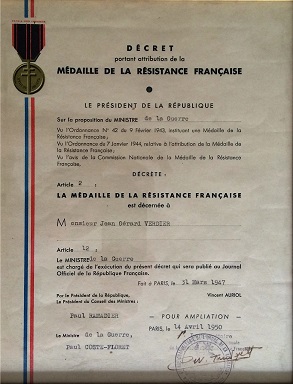 DÉCRET
portant attribution de la
MÉDAILLE DE LA RÉSISTANCE FRANÇAISE
LE PRÉSIDENT DE LA RÉPUBLIQUE
Sur la proposition du MINISTRE de la Guerre
Vu l'Ordonnance N° 42 du 9 Février 1943, instituant une Médaille de la
Résistance Française;
Vu l'Ordonnance du 7 Janvier 1944, relative à l'attribution de la Médaille de
la Résistance Française;
Vu l'avis de la Commission Nationale de la Médaille de la Résistance
Française,
DÉCRÈTE:
Article 2 :
LA MÉDAILLE DE LA RÉSISTANCE FRANÇAISE
est décernée à
Monsieur Jean Gérard VERDIER
Article 12 :
Le MINISTRE de la Guerre
est chargé de l'exécution du présent décret qui sera publié au Journal
Officiel de la République Française.
Fait à PARIS, le 31 Mars 1947
Par le Président de la République,
Vincent AURIOL
Le Président du Conseil des Ministres :
Paul RAMADIER
POUR AMPLIATION
PARIS, le 14 Avril 1950
Le Ministre de la Guerre,
Paul COSTE-FLORET